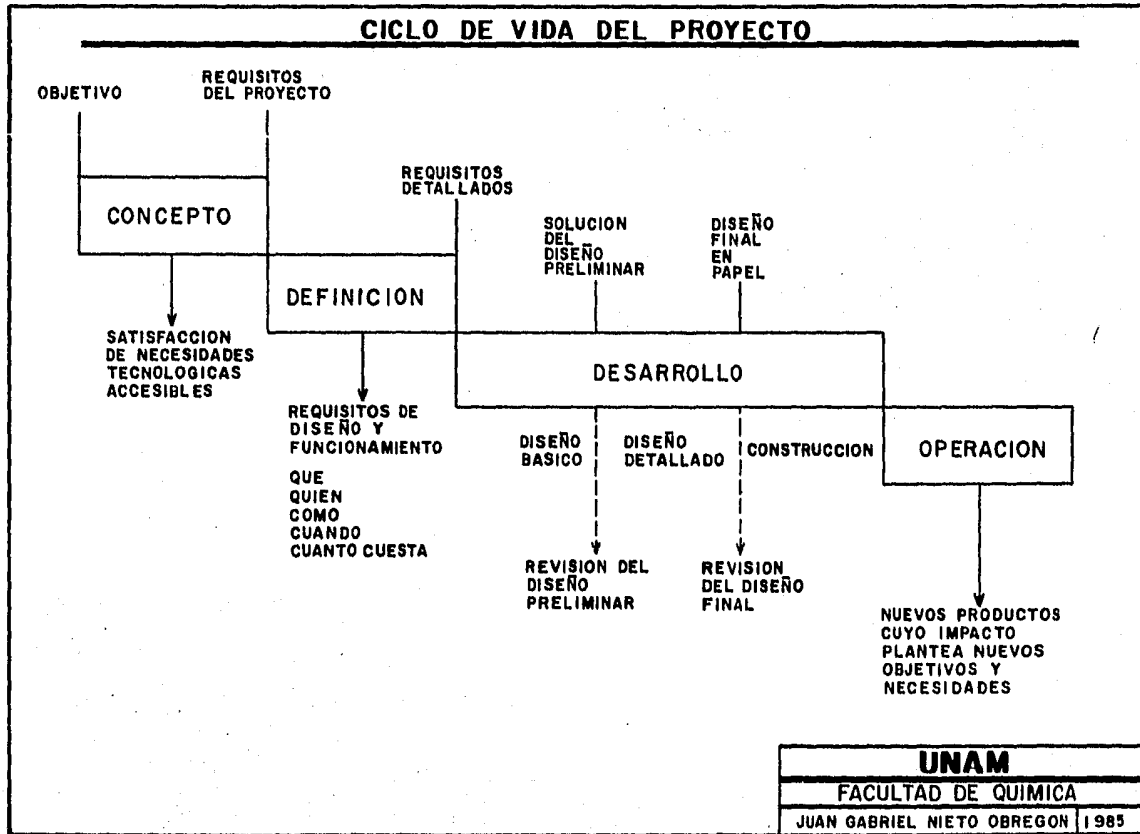 CICLO DE VIDA DEL PROYECTO
OBJETIVO
REQUISITOS
DEL PROYECTO
CONCEPTO
REQUISITOS
DETALLADOS
SATISFACCION
DE NECESIDADES
TECNOLOGICAS
ACCESIBLES
DEFINICION
SOLUCION
DEL
DISEÑO
PRELIMINAR
DISEÑO
FINAL
EN
PAPEL
REQUISITOS DE
DISEÑO Y
FUNCIONAMIENTO
QUE
QUIEN
COMO
CUANDO
CUANTO CUESTA
DESARROLLO
DISEÑO
BASICO
DISEÑO
DETALLADO
CONSTRUCCION
OPERACION
REVISION DEL
DISEÑO
PRELIMINAR
REVISION
DEL DISEÑO
FINAL
NUEVOS PRODUCTOS
CUYO IMPACTO
PLANTEA NUEVOS
OBJETIVOS Y
NECESIDADES
UNAM
FACULTAD DE QUIMICA
JUAN GABRIEL NIETO OBREGON 1985